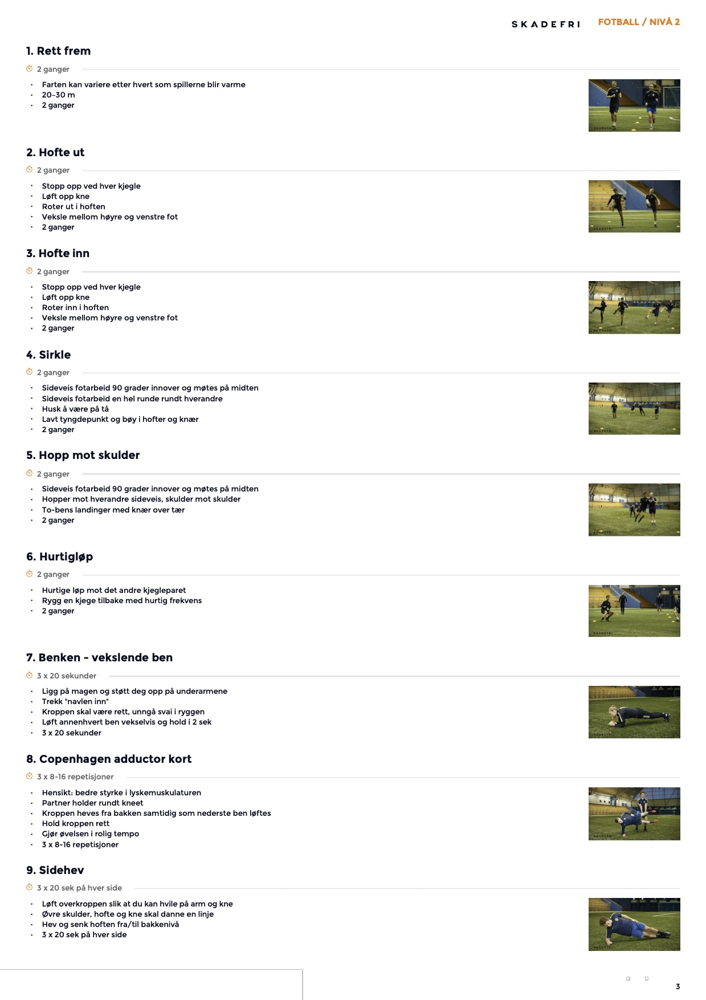 SKADEFRI FOTBALL / NIVÅ 2
1. Rett frem
2 ganger
• Farten kan variere etter hvert som spillerne blir varme
• 20–30 m
• 2 ganger
SKADEFRI
2. Hofte ut
2 ganger
• Stopp opp ved hver kjegle
• Løft opp kne
• Roter ut i hoften
• Veksle mellom høyre og venstre fot
• 2 ganger
SKADEFRI
3. Hofte inn
2 ganger
• Stopp opp ved hver kjegle
• Løft opp kne
• Roter inn i hoften
• Veksle mellom høyre og venstre fot
• 2 ganger
SKADEFRI
4. Sirkle
2 ganger
• Sideveis fotarbeid 90 grader innover og møtes på midten
• Sideveis fotarbeid en hel runde rundt hverandre
• Husk å være på tå
• Lavt tyngdepunkt og bøy i hofter og knær
• 2 ganger
SKADEFRI
5. Hopp mot skulder
2 ganger
• Sideveis fotarbeid 90 grader innover og møtes på midten
• Hopper mot hverandre sideveis, skulder mot skulder
• To-bens landinger med knær over tær
• 2 ganger
SKADEFRI
6. Hurtigløp
2 ganger
• Hurtige løp mot det andre kjegleparet
• Rygg en kjege tilbake med hurtig frekvens
• 2 ganger
SKADEFRI
7. Benken - vekslende ben
3 x 20 sekunder
• Ligg på magen og støtt deg opp på underarmene
• Trekk "navlen inn"
• Kroppen skal være rett, unngå svai i ryggen
• Løft annenhvert ben vekselvis og hold i 2 sek
• 3 x 20 sekunder
SKADEFRI
8. Copenhagen adductor kort
3 x 8-16 repetisjoner
• Hensikt: bedre styrke i lyskemuskulaturen
• Partner holder rundt kneet
• Kroppen heves fra bakken samtidig som nederste ben løftes
• Hold kroppen rett
• Gjør øvelsen i rolig tempo
• 3 x 8-16 repetisjoner
SKADEFRI
9. Sidehev
3 x 20 sek på hver side
• Løft overkroppen slik at du kan hvile på arm og kne
• Øvre skulder, hofte og kne skal danne en linje
• Hev og senk hoften fra/til bakkenivå
• 3 x 20 sek på hver side
SKADEFRI
3